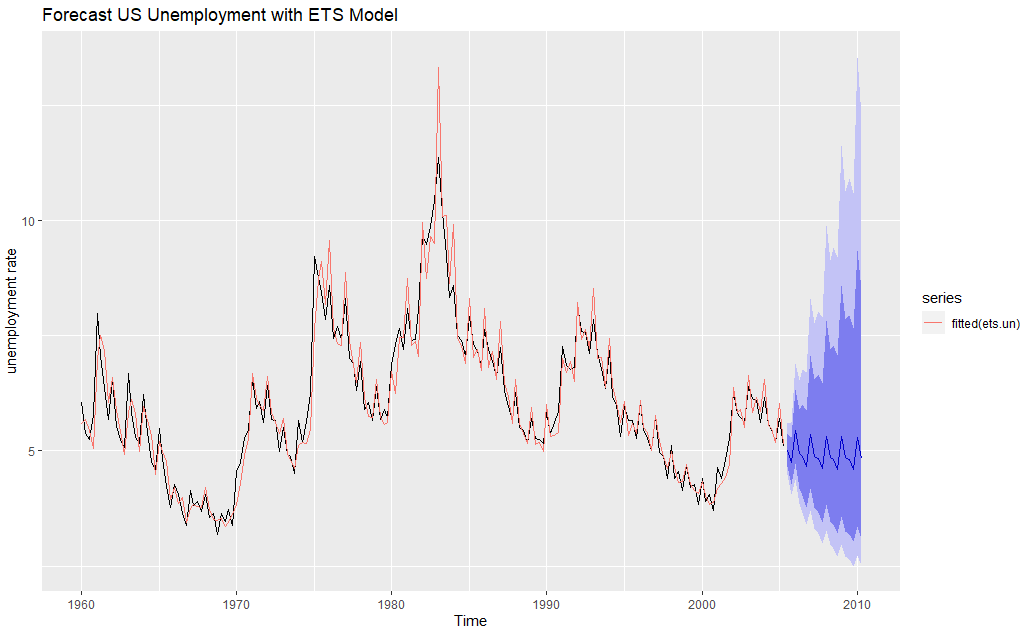 Forecast US Unemployment with ETS Model
unemployment rate
10
5
1960
1970
1980
1990
2000
2010
Time
series
fitted(ets.un)